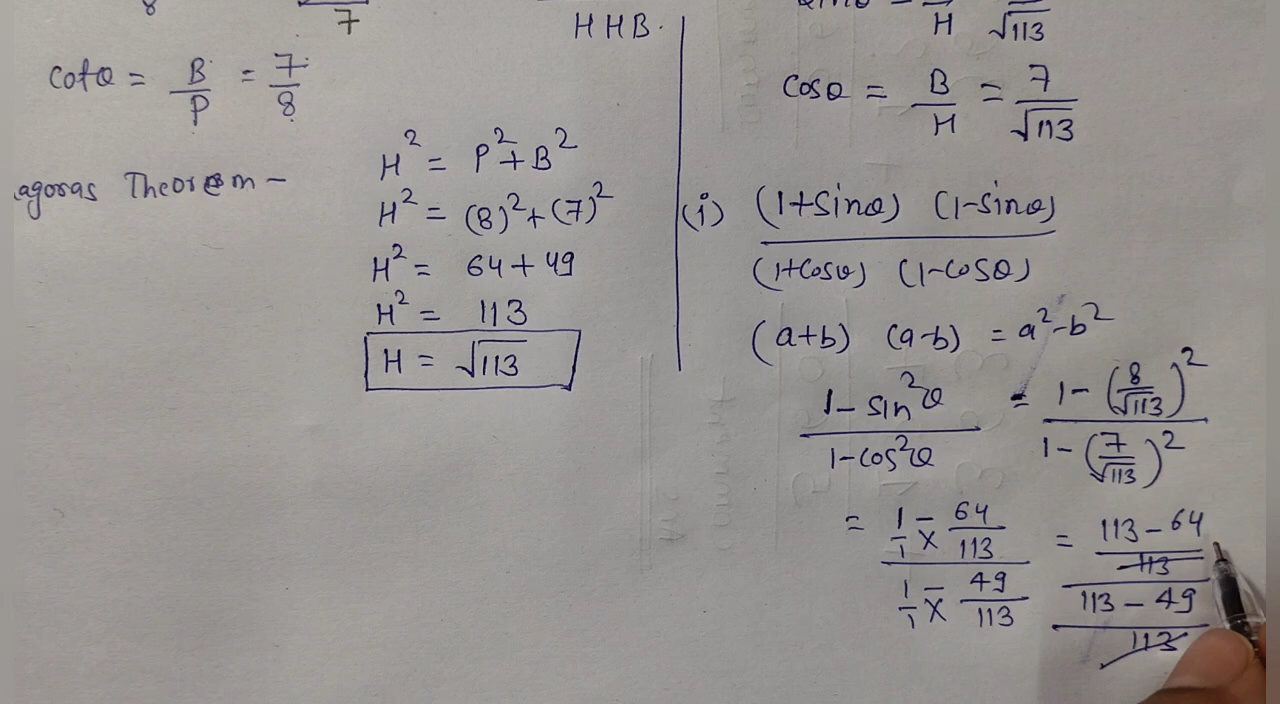 8
7
HHB.
cotθ = B/P = 7/8
agoras Theorem –
H² = P² + B²
H² = (8)² + (7)²
H² = 64 + 49
H² = 113
H = √113
H √113
Cosθ = B/H = 7/√113
(i) (1+sinθ) (1-sinθ)
(1+cosθ) (1-cosθ)
(a+b) (a-b) = a²-b²
1-sin²θ / 1-cos²θ = 1-(8/√113)² / 1-(7/√113)²
= 1/1 - 64/113 / 1/1 - 49/113 = 113-64/113 / 113-49/113